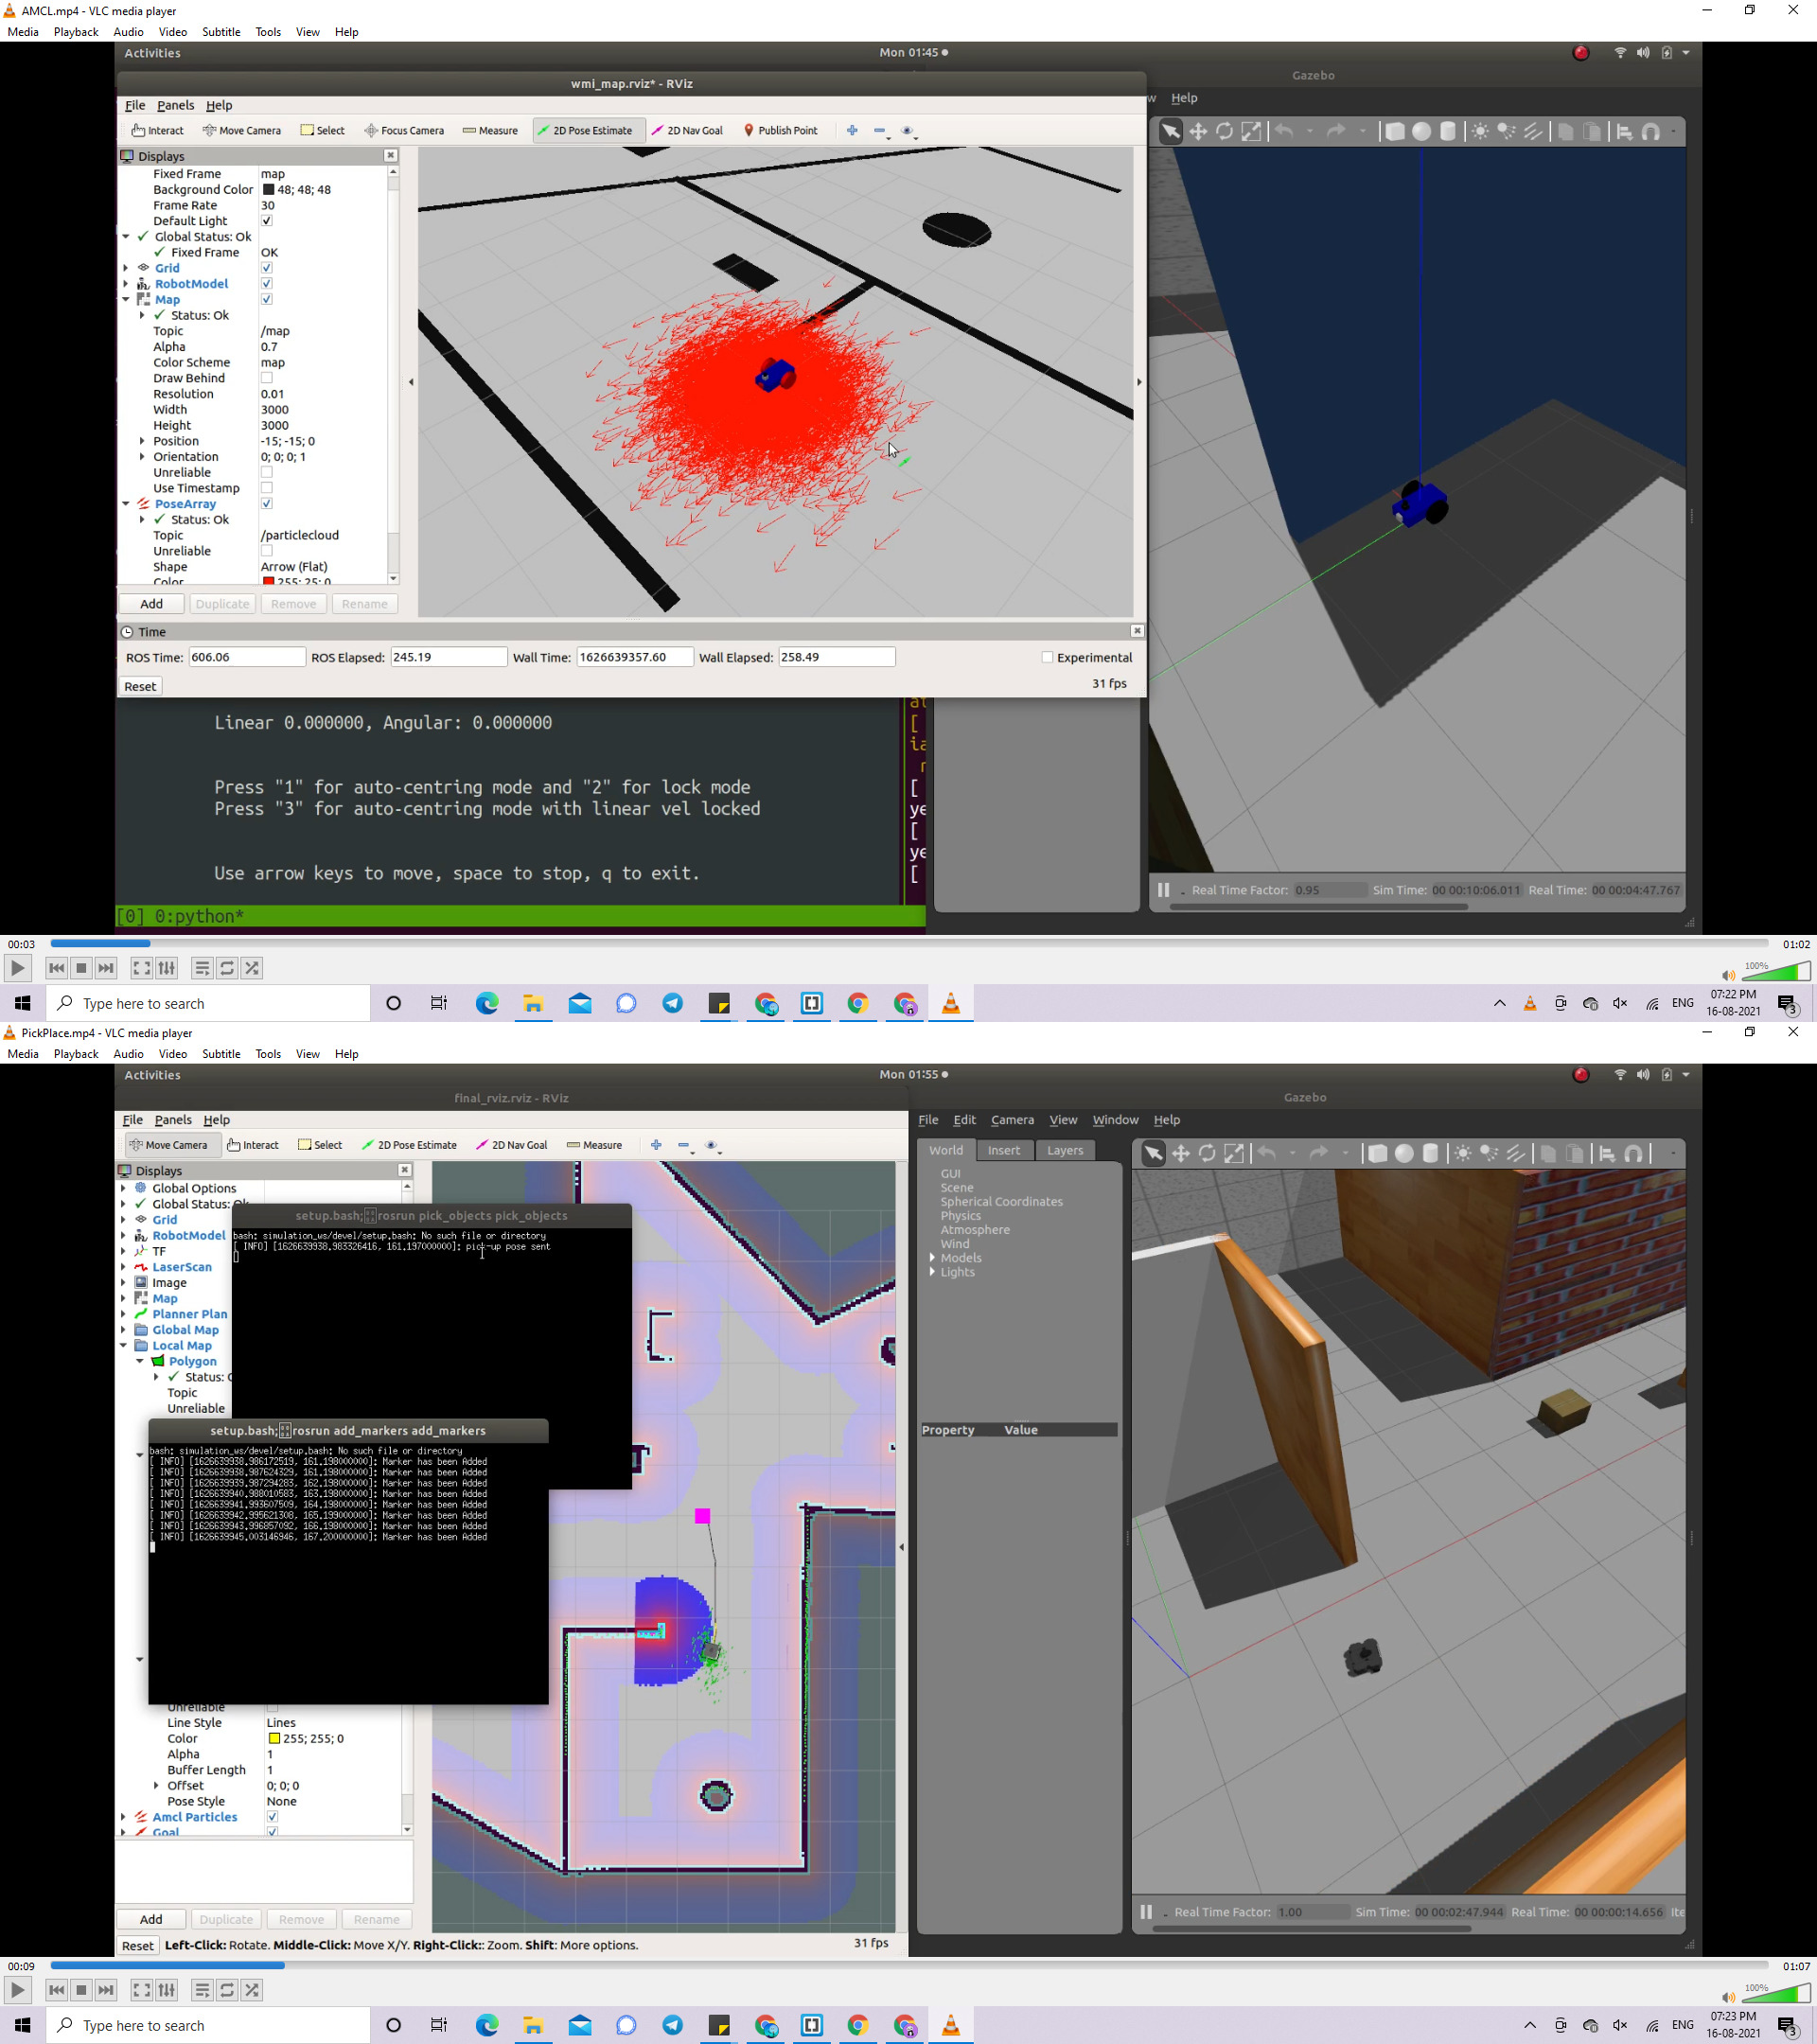 AMCL.mp4 - VLC media player
Media Playback Audio Video Subtitle Tools View Help
Activities
Mon 01:45
wmi_map.rviz* - RViz
Gazebo
File Panels Help
w Help
Interact Move Camera Select Focus Camera Measure 2D Pose Estimate 2D Nav Goal Publish Point
Displays
Fixed Frame map
Background Color 48; 48; 48
Frame Rate 30
Default Light
Global Status: Ok
Fixed Frame OK
Grid
RobotModel
Map
Status: Ok
Topic /map
Alpha 0.7
Color Scheme map
Draw Behind
Resolution 0.01
Width 3000
Height 3000
Position -15; -15; 0
Orientation 0; 0; 0; 1
Unreliable
Use Timestamp
PoseArray
Status: Ok
Topic /particlecloud
Unreliable
Shape Arrow (Flat)
Color 255; 25; 0
Add Duplicate Remove Rename
Time
ROS Time: 606.06 ROS Elapsed: 245.19 Wall Time: 1626639357.60 Wall Elapsed: 258.49 Experimental
Reset 31 fps
Linear 0.000000, Angular: 0.000000
[
ia
Press "1" for auto-centring mode and "2" for lock mode
[
Press "3" for auto-centring mode with linear vel locked
ye
[
ye
Use arrow keys to move, space to stop, q to exit.
[
Real Time Factor: 0.95 Sim Time: 00 00:10:06.011 Real Time: 00 00:04:47.767
[0] 0:python*
00:03 01:02
100%
Type here to search
ENG
07:22 PM
16-08-2021
3
PickPlace.mp4 - VLC media player
Media Playback Audio Video Subtitle Tools View Help
Activities
Mon 01:55
final_rviz.rviz - RViz
Gazebo
File Panels Help
File Edit Camera View Window Help
Move Camera Interact Select 2D Pose Estimate 2D Nav Goal Measure
World Insert Layers
GUI
Scene
Spherical Coordinates
Physics
Atmosphere
Wind
Models
Lights
Property Value
Displays
Global Options
Global Status: Ok
Grid
RobotModel
TF
LaserScan
Image
Map
Planner Plan
Global Map
Local Map
Polygon
Status:
Topic
Unreliable
setup.bash; rosrun pick_objects pick_objects
bash: simulation_ws/devel/setup.bash: No such file or directory
[ INFO] [1626639938.983326416, 161.197000000]: pick-up pose sent
setup.bash; rosrun add_markers add_markers
bash: simulation_ws/devel/setup.bash: No such file or directory
[ INFO] [1626639938.986172519, 161.198000000]: Marker has been Added
[ INFO] [1626639938.987624329, 161.198000000]: Marker has been Added
[ INFO] [1626639939.987294283, 162.198000000]: Marker has been Added
[ INFO] [1626639940.988010583, 163.198000000]: Marker has been Added
[ INFO] [1626639941.993607509, 164.198000000]: Marker has been Added
[ INFO] [1626639942.995621308, 165.199000000]: Marker has been Added
[ INFO] [1626639943.996857092, 166.198000000]: Marker has been Added
[ INFO] [1626639945.003146946, 167.200000000]: Marker has been Added
Unreliable
Line Style Lines
Color 255; 255; 0
Alpha 1
Buffer Length 1
Offset 0; 0; 0
Pose Style None
Amcl Particles
Goal
Add Duplicate Remove Rename
Reset Left-Click: Rotate. Middle-Click: Move X/Y. Right-Click:: Zoom. Shift: More options. 31 fps
Real Time Factor: 1.00 Sim Time: 00 00:02:47.944 Real Time: 00 00:00:14.656 Ite
00:09 01:07
100%
Type here to search
ENG
07:23 PM
16-08-2021
3